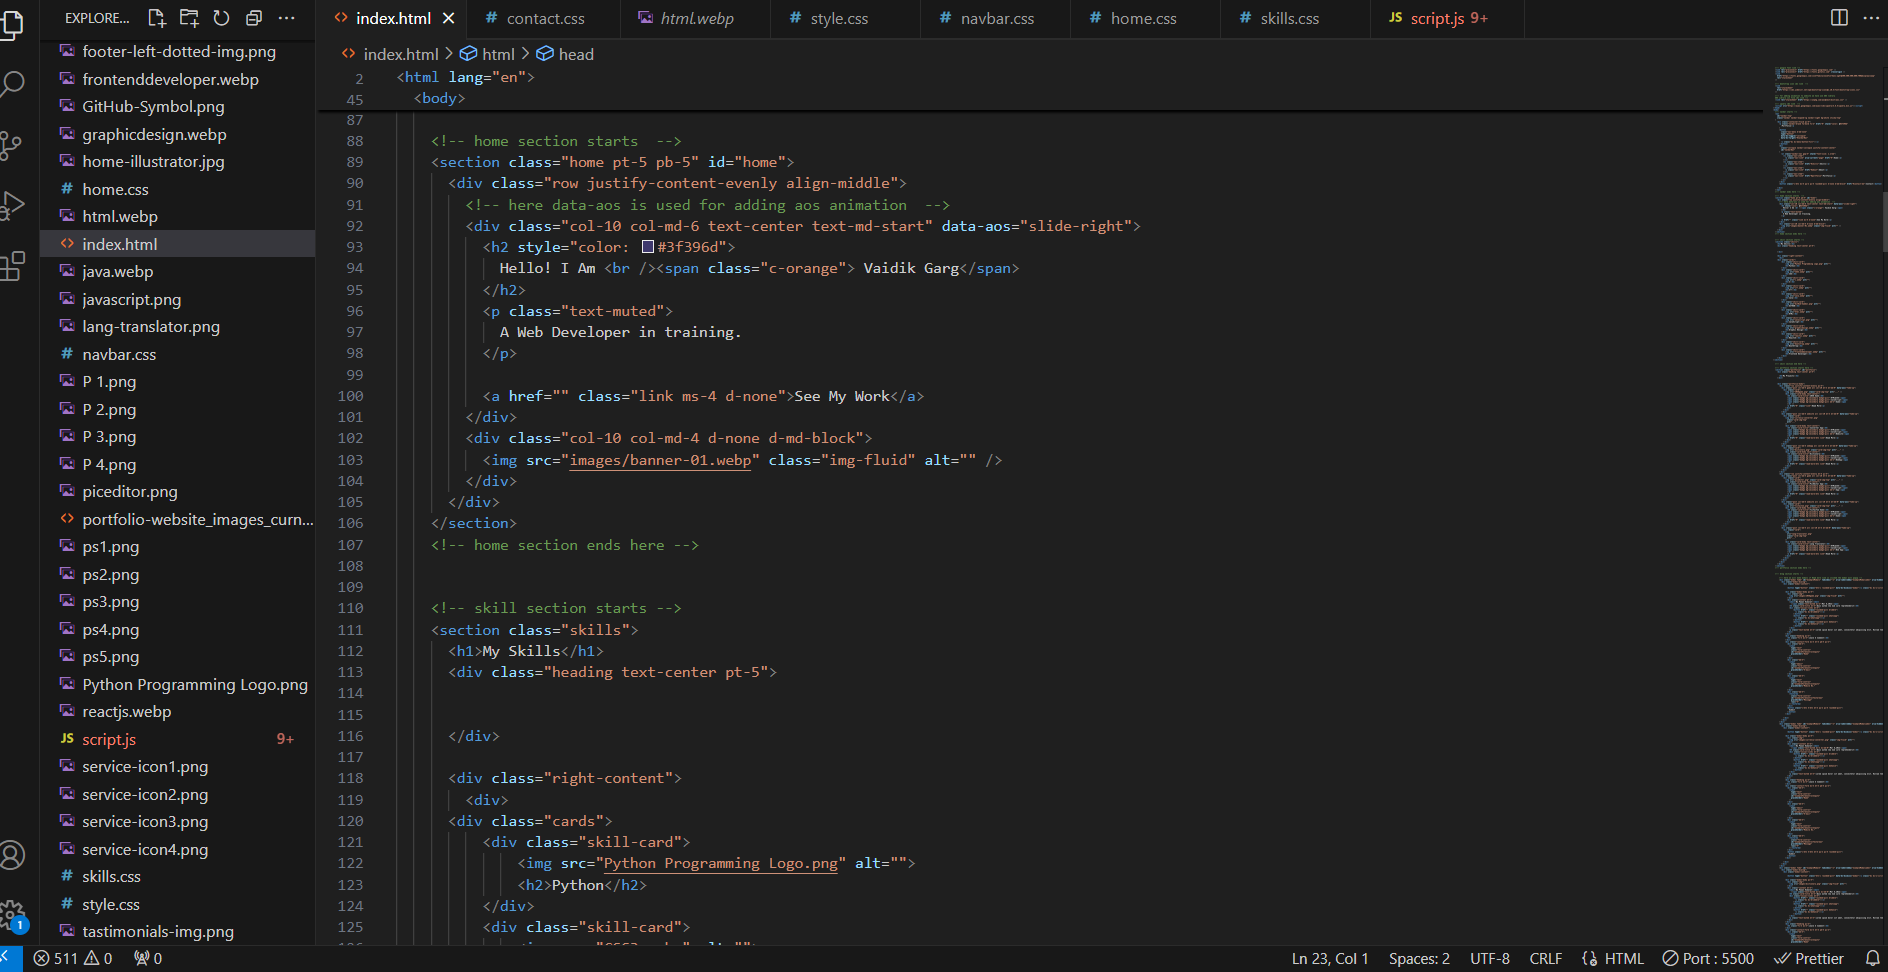 EXPLORE...
index.html
contact.css
html.webp
style.css
navbar.css
home.css
skills.css
JS script.js 9+
footer-left-dotted-img.png
frontenddeveloper.webp
GitHub-Symbol.png
graphicdesign.webp
home-illustrator.jpg
# home.css
html.webp
index.html
java.webp
javascript.png
lang-translator.png
# navbar.css
P 1.png
P 2.png
P 3.png
P 4.png
piceditor.png
portfolio-website_images_curn...
ps1.png
ps2.png
ps3.png
ps4.png
ps5.png
Python Programming Logo.png
reactjs.webp
JS script.js 9+
service-icon1.png
service-icon2.png
service-icon3.png
service-icon4.png
# skills.css
# style.css
tastimonials-img.png
index.html > html > head
2 <html lang="en">
45 <body>
87
88 <!-- home section starts  -->
89 <section class="home pt-5 pb-5" id="home">
90 <div class="row justify-content-evenly align-middle">
91 <!-- here data-aos is used for adding aos animation  -->
92 <div class="col-10 col-md-6 text-center text-md-start" data-aos="slide-right">
93 <h2 style="color: #3f396d">
94 Hello! I Am <br /><span class="c-orange"> Vaidik Garg</span>
95 </h2>
96 <p class="text-muted">
97 A Web Developer in training.
98 </p>
99
100 <a href="" class="link ms-4 d-none">See My Work</a>
101 </div>
102 <div class="col-10 col-md-4 d-none d-md-block">
103 <img src="images/banner-01.webp" class="img-fluid" alt="" />
104 </div>
105 </div>
106 </section>
107 <!-- home section ends here -->
108
109
110 <!-- skill section starts -->
111 <section class="skills">
112 <h1>My Skills</h1>
113 <div class="heading text-center pt-5">
114
115
116 </div>
117
118 <div class="right-content">
119 <div>
120 <div class="cards">
121 <div class="skill-card">
122 <img src="Python Programming Logo.png" alt="">
123 <h2>Python</h2>
124 </div>
125 <div class="skill-card">
1
511 0 0
Ln 23, Col 1
Spaces: 2
UTF-8
CRLF
HTML
Port : 5500
Prettier